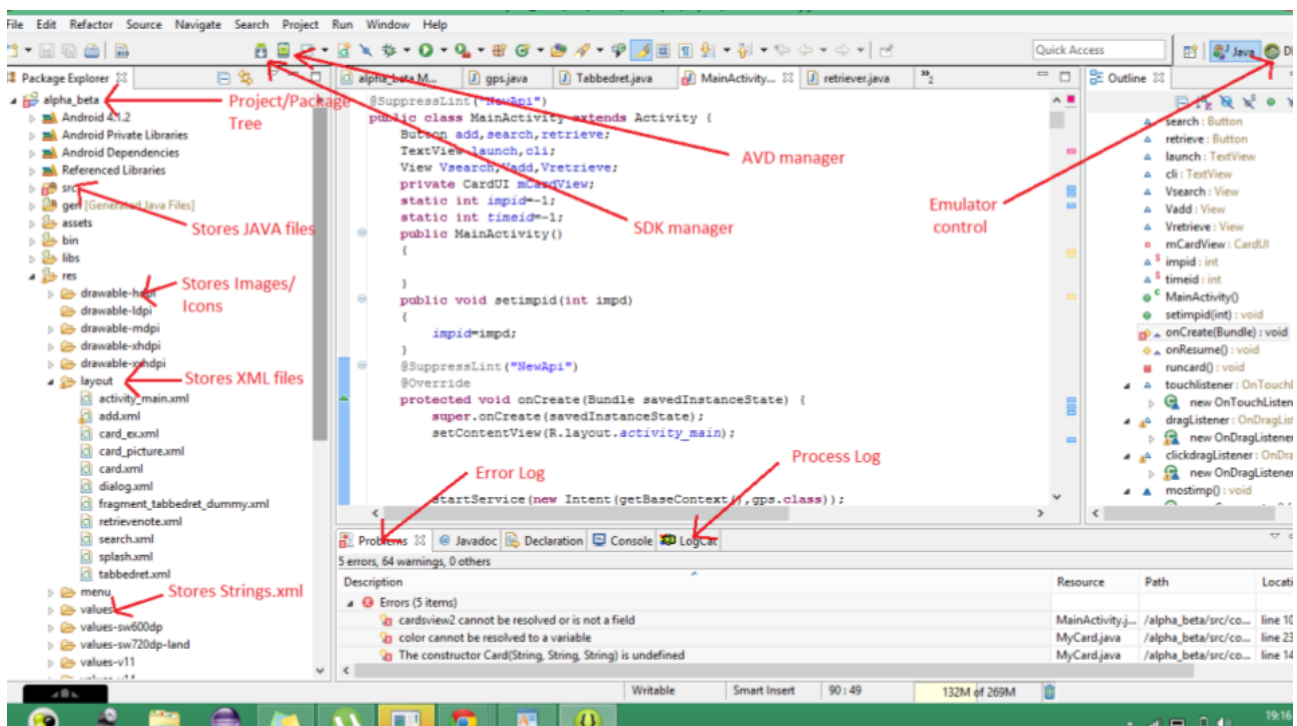 File Edit Refactor Source Navigate Search Project Run Window Help
Quick Access
Java
Package Explorer
alpha_beta
Android 4.1.2
Android Private Libraries
Android Dependencies
Referenced Libraries
src
gen [Generated Java Files]
assets
bin
libs
res
drawable-hdpi
drawable-ldpi
drawable-mdpi
drawable-xhdpi
drawable-xxhdpi
layout
activity_main.xml
add.xml
card_ex.xml
card_picture.xml
card.xml
dialog.xml
fragment_tabbedret_dummy.xml
retrievenote.xml
search.xml
splash.xml
tabbedret.xml
menu
values
values-sw600dp
values-sw720dp-land
values-v11
Project/Package
Tree
Stores JAVA files
Stores Images/
Icons
Stores XML files
Stores Strings.xml
alpha_beta M... gps.java Tabbedret.java MainActivity... retriever.java »2
@SuppressLint("NewApi")
public class MainActivity extends Activity {
Button add,search,retrieve;
TextView launch,cli;
View Vsearch,Vadd,Vretrieve;
private CardUI mCardView;
static int impid=-1;
static int timeid=-1;
public MainActivity()
{
}
public void setimpid(int impd)
{
impid=impd;
}
@SuppressLint("NewApi")
@Override
protected void onCreate(Bundle savedInstanceState) {
super.onCreate(savedInstanceState);
setContentView(R.layout.activity_main);
startService(new Intent(getBaseContext(),gps.class));
AVD manager
SDK manager
Emulator
control
Error Log
Process Log
Outline
search : Button
retrieve : Button
launch : TextView
cli : TextView
Vsearch : View
Vadd : View
Vretrieve : View
mCardView : CardUI
impid : int
timeid : int
MainActivity()
setimpid(int) : void
onCreate(Bundle) : void
onResume() : void
runcard() : void
touchlistener : OnTouchL
new OnTouchListen
dragListener : OnDragList
new OnDragListener
clickdragListener : OnDra
new OnDragListener
mostimp() : void
Problems Javadoc Declaration Console LogCat
5 errors, 64 warnings, 0 others
Description Resource Path Locati
Errors (5 items)
cardsview2 cannot be resolved or is not a field MainActivity.j... /alpha_beta/src/co... line 10
color cannot be resolved to a variable MyCard.java /alpha_beta/src/co... line 23
The constructor Card(String, String, String) is undefined MyCard.java /alpha_beta/src/co... line 14
Writable Smart Insert 90 : 49 132M of 269M
19:16